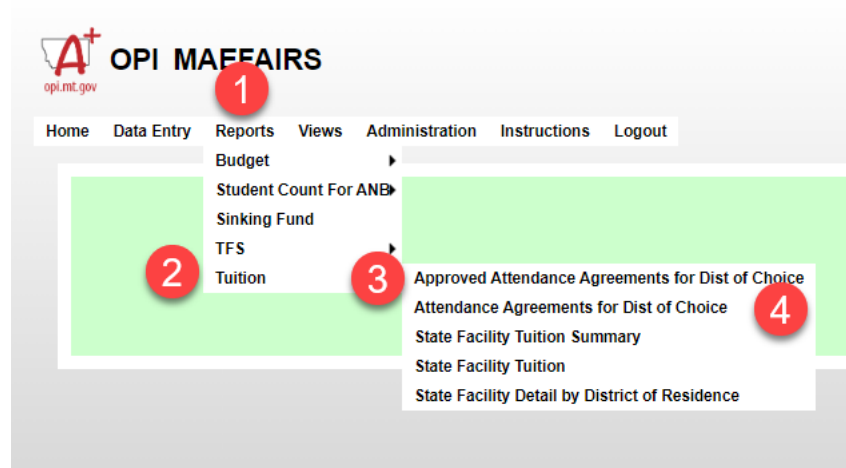 A+
opi.mt.gov
OPI MAEFAIRS
1
Home Data Entry Reports Views Administration Instructions Logout
Budget
Student Count For ANB
Sinking Fund
TFS
2 Tuition
3 Approved Attendance Agreements for Dist of Choice
Attendance Agreements for Dist of Choice 4
State Facility Tuition Summary
State Facility Tuition
State Facility Detail by District of Residence